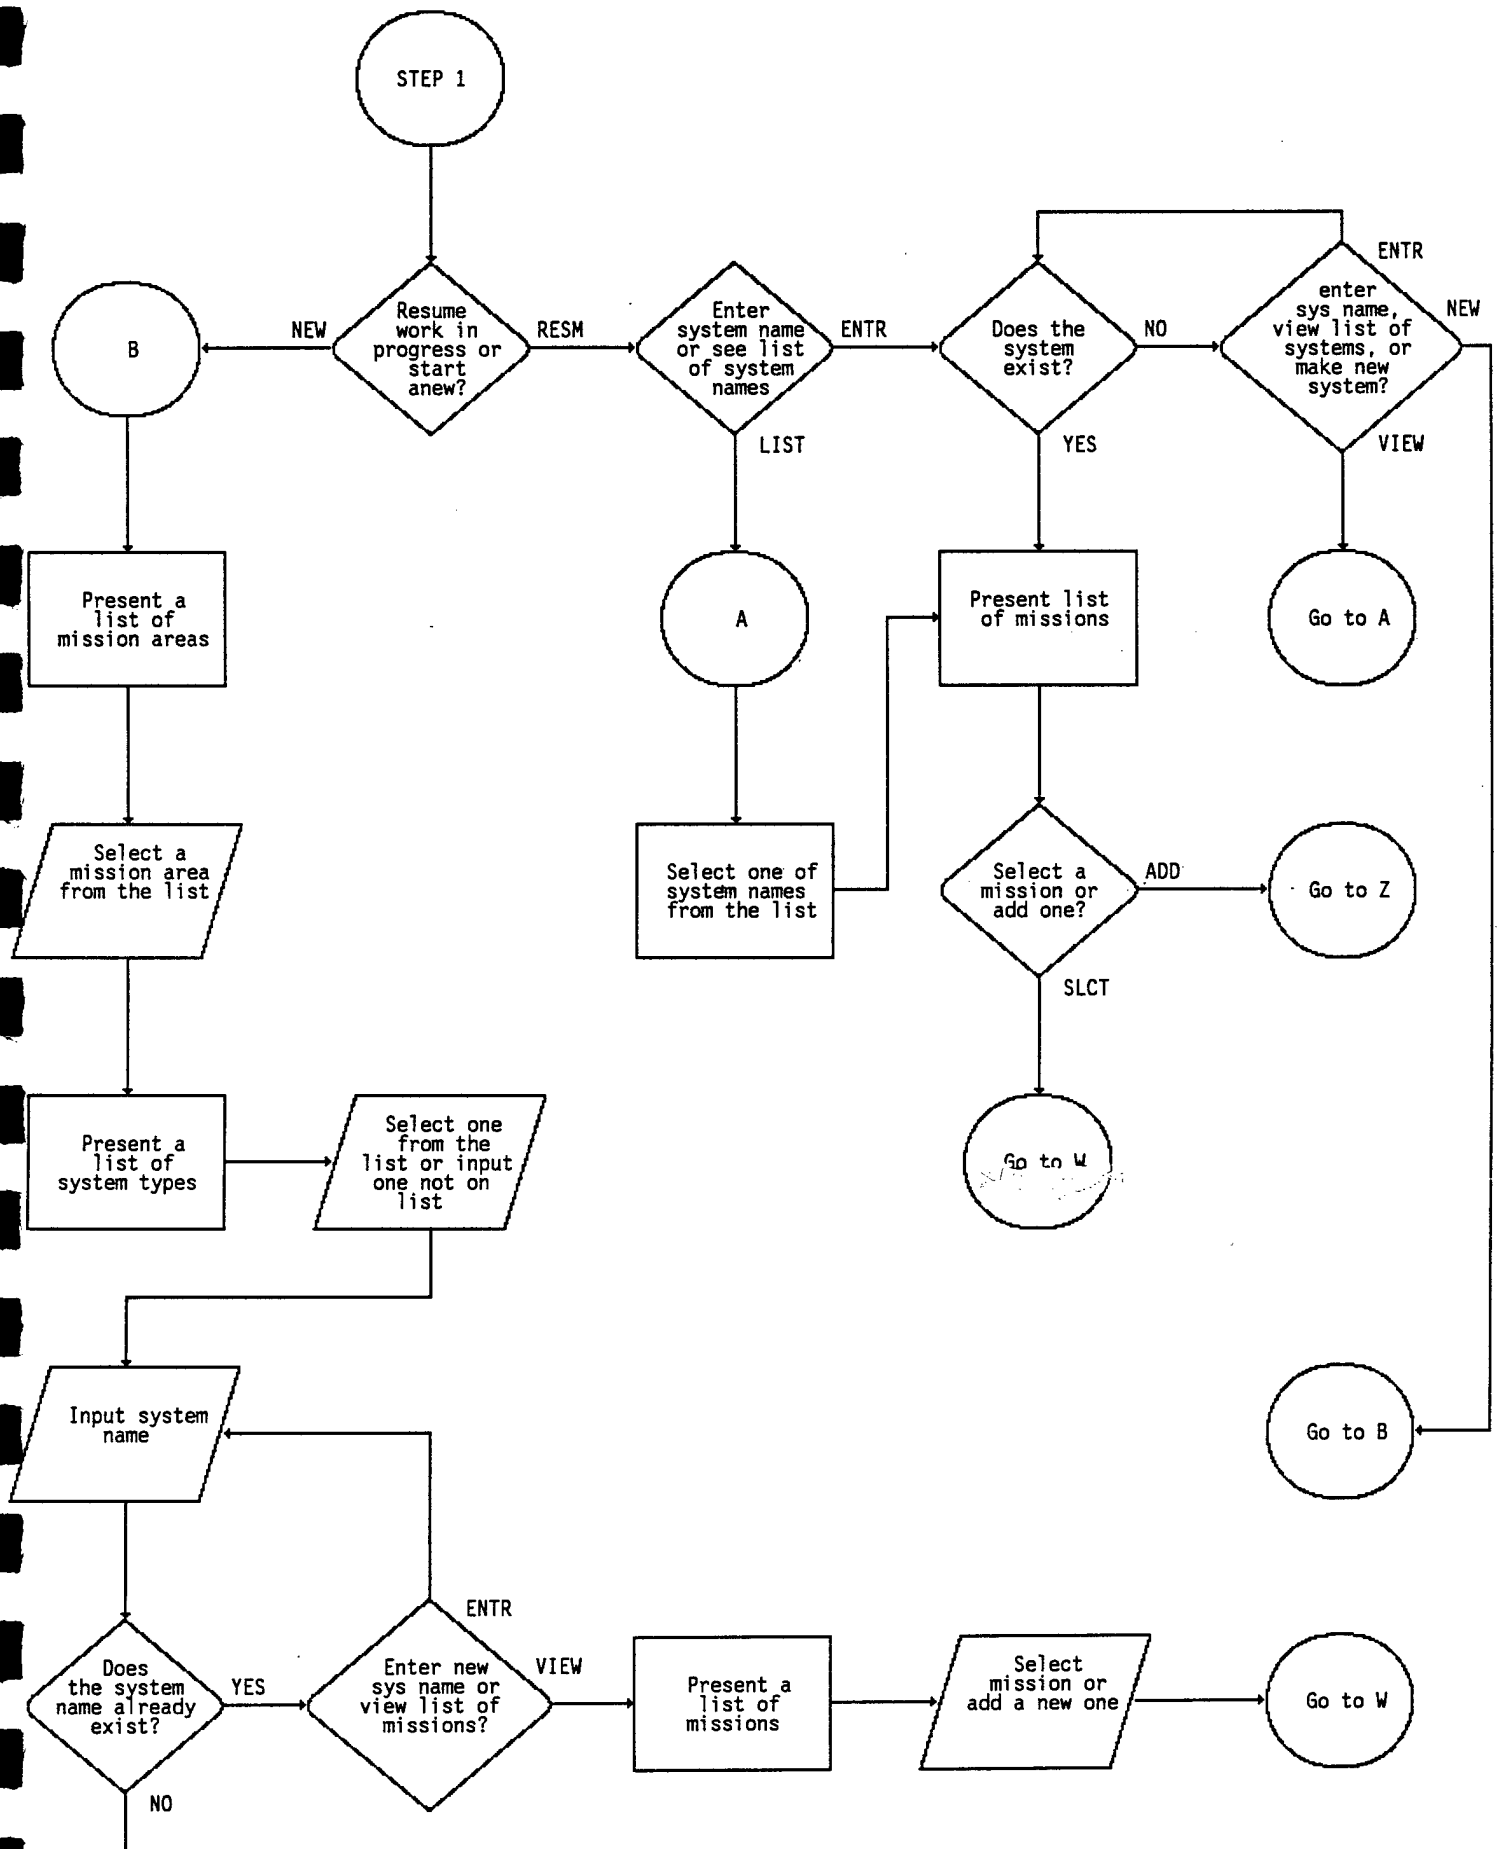 STEP 1
B
NEW
Resume
work in
progress or
start
anew?
RESM
Enter
system name
or see list
of system
names
ENTR
LIST
Does the
system
exist?
NO
YES
ENTR
enter
sys name,
view list of
systems, or
make new
system?
NEW
VIEW
Present a
list of
mission areas
A
Present list
of missions
Go to A
Select a
mission area
from the list
Select one of
system names
from the list
Select a
mission or
add one?
ADD
Go to Z
SLCT
Present a
list of
system types
Select one
from the
list or input
one not on
list
Go to W
Input system
name
Go to B
Does
the system
name already
exist?
YES
NO
ENTR
Enter new
sys name or
view list of
missions?
VIEW
Present a
list of
missions
Select
mission or
add a new one
Go to W